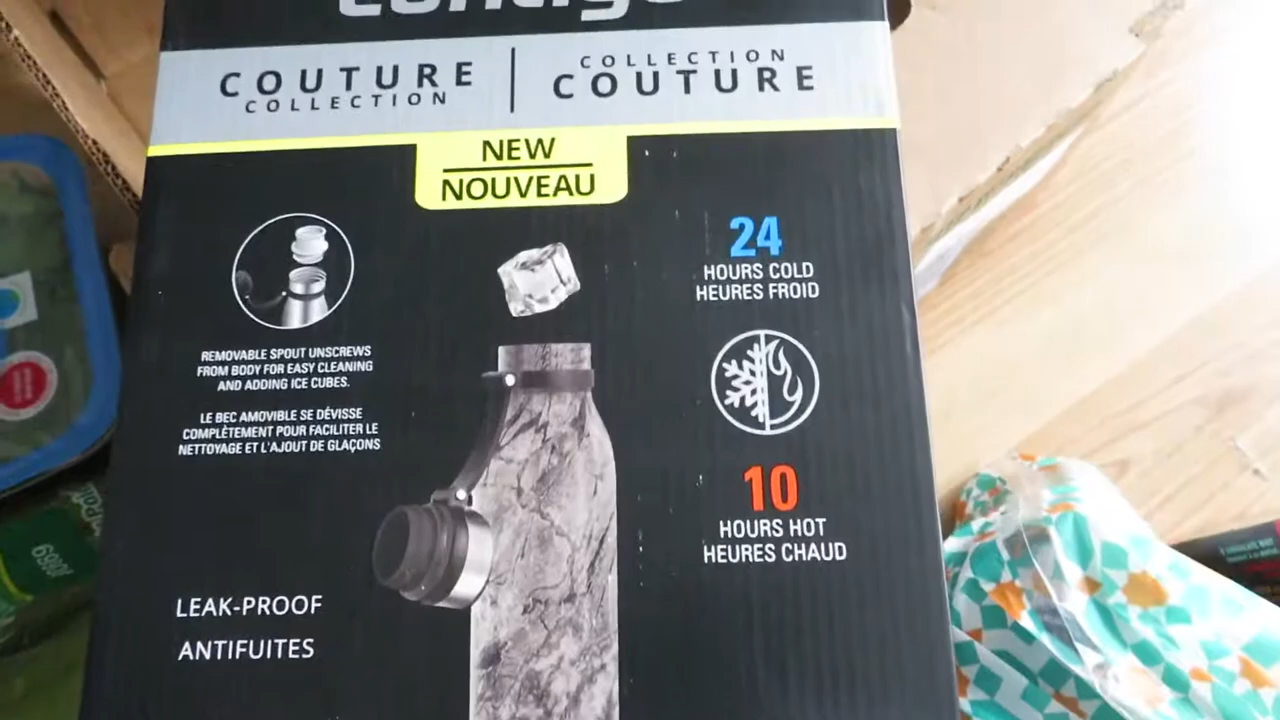 contigo
COUTURE
COLLECTION
COLLECTION
COUTURE
NEW
NOUVEAU
24
HOURS COLD
HEURES FROID
REMOVABLE SPOUT UNSCREWS
FROM BODY FOR EASY CLEANING
AND ADDING ICE CUBES.
LE BEC AMOVIBLE SE DÉVISSE
COMPLÈTEMENT POUR FACILITER LE
NETTOYAGE ET L'AJOUT DE GLAÇONS
10
HOURS HOT
HEURES CHAUD
LEAK-PROOF
ANTIFUITES